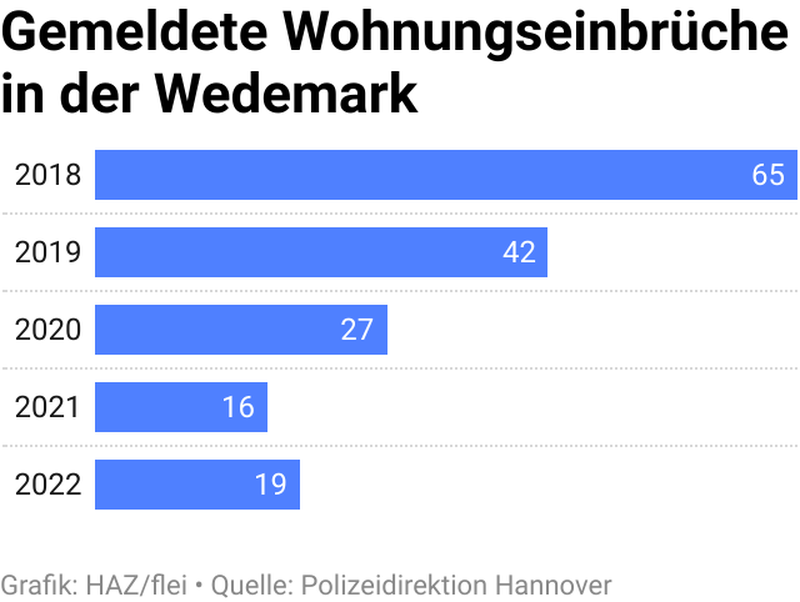 Gemeldete Wohnungseinbrüche
in der Wedemark
2018 65
2019 42
2020 27
2021 16
2022 19
Grafik: HAZ/flei • Quelle: Polizeidirektion Hannover